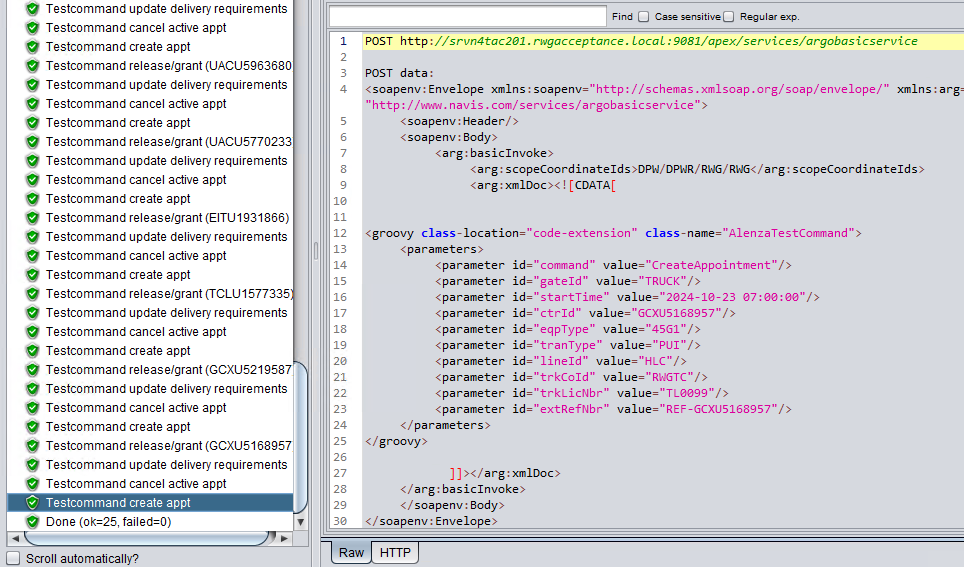 Testcommand update delivery requirements
Testcommand cancel active appt
Testcommand create appt
Testcommand release/grant (UACU5963680
Testcommand update delivery requirements
Testcommand cancel active appt
Testcommand create appt
Testcommand release/grant (UACU5770233
Testcommand update delivery requirements
Testcommand cancel active appt
Testcommand create appt
Testcommand release/grant (EITU1931866)
Testcommand update delivery requirements
Testcommand cancel active appt
Testcommand create appt
Testcommand release/grant (TCLU1577335)
Testcommand update delivery requirements
Testcommand cancel active appt
Testcommand create appt
Testcommand release/grant (GCXU5219587
Testcommand update delivery requirements
Testcommand cancel active appt
Testcommand create appt
Testcommand release/grant (GCXU5168957
Testcommand update delivery requirements
Testcommand cancel active appt
Testcommand create appt
Done (ok=25, failed=0)
Scroll automatically?
Find Case sensitive Regular exp.
1 POST http://srvn4tac201.rwgacceptance.local:9081/apex/services/argobasicservice
2
3 POST data:
4 <soapenv:Envelope xmlns:soapenv="http://schemas.xmlsoap.org/soap/envelope/" xmlns:arg=
"http://www.navis.com/services/argobasicservice">
5 <soapenv:Header/>
6 <soapenv:Body>
7 <arg:basicInvoke>
8 <arg:scopeCoordinateIds>DPW/DPWR/RWG/RWG</arg:scopeCoordinateIds>
9 <arg:xmlDoc><![CDATA[
10
11
12 <groovy class-location="code-extension" class-name="AlenzaTestCommand">
13 <parameters>
14 <parameter id="command" value="CreateAppointment"/>
15 <parameter id="gateId" value="TRUCK"/>
16 <parameter id="startTime" value="2024-10-23 07:00:00"/>
17 <parameter id="ctrId" value="GCXU5168957"/>
18 <parameter id="eqpType" value="45G1"/>
19 <parameter id="tranType" value="PUI"/>
20 <parameter id="lineId" value="HLC"/>
21 <parameter id="trkCoId" value="RWGTC"/>
22 <parameter id="trkLicNbr" value="TL0099"/>
23 <parameter id="extRefNbr" value="REF-GCXU5168957"/>
24 </parameters>
25 </groovy>
26
27 ]]></arg:xmlDoc>
28 </arg:basicInvoke>
29 </soapenv:Body>
30 </soapenv:Envelope>
Raw HTTP